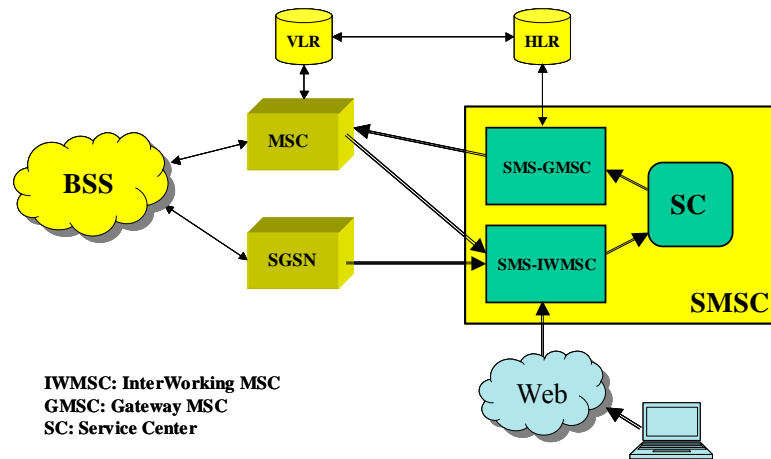 VLR
HLR
MSC
SMS-GMSC
BSS
SC
SGSN
SMS-IWMSC
SMSC
IWMSC: InterWorking MSC
GMSC: Gateway MSC
SC: Service Center
Web